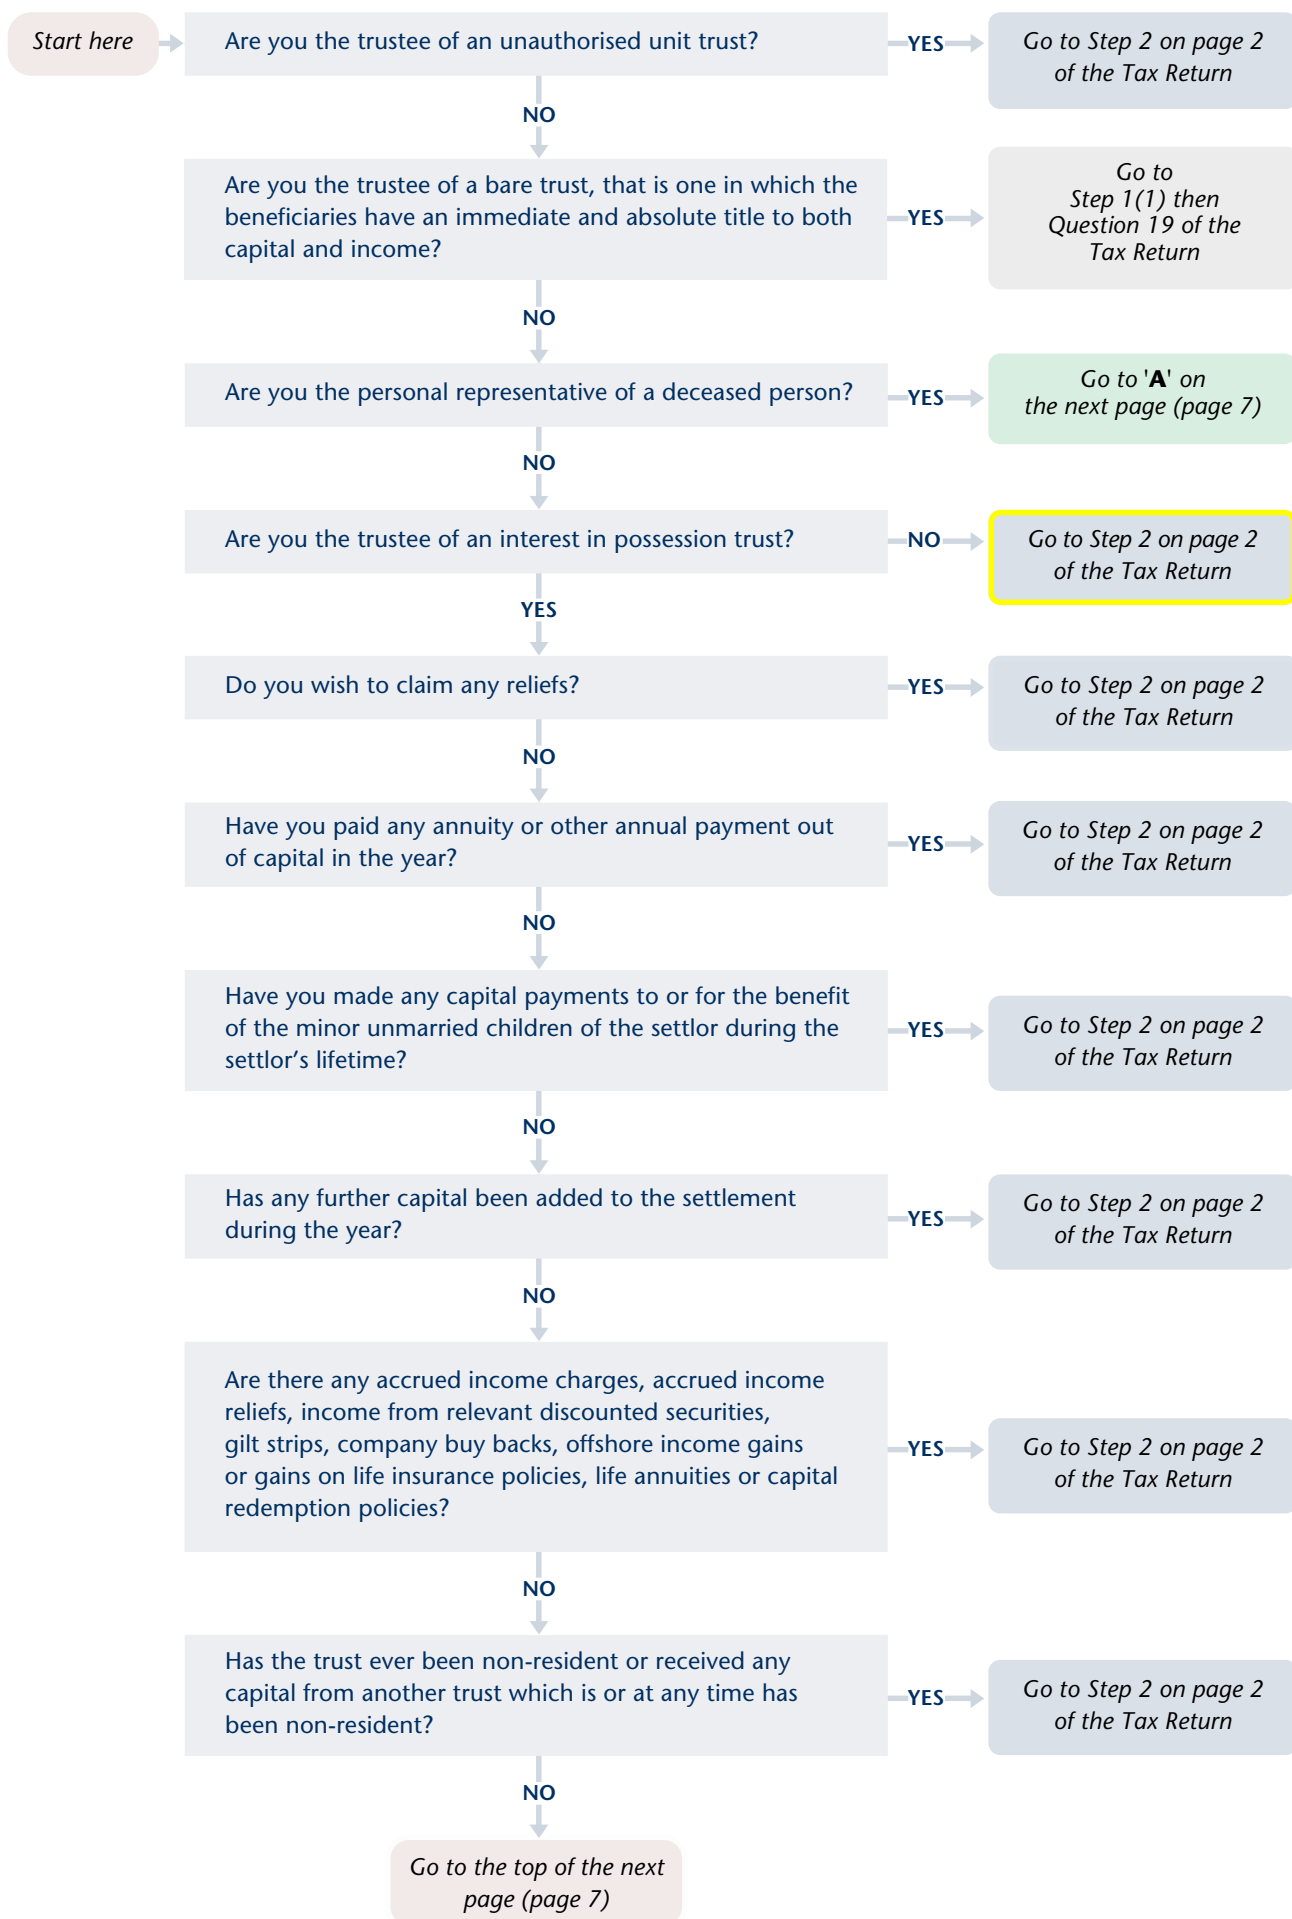 Start here
Are you the trustee of an unauthorised unit trust?
YES
Go to Step 2 on page 2
of the Tax Return
NO
Are you the trustee of a bare trust, that is one in which the
beneficiaries have an immediate and absolute title to both
capital and income?
YES
Go to
Step 1(1) then
Question 19 of the
Tax Return
NO
Are you the personal representative of a deceased person?
YES
Go to 'A' on
the next page (page 7)
NO
Are you the trustee of an interest in possession trust?
NO
Go to Step 2 on page 2
of the Tax Return
YES
Do you wish to claim any reliefs?
YES
Go to Step 2 on page 2
of the Tax Return
NO
Have you paid any annuity or other annual payment out
of capital in the year?
YES
Go to Step 2 on page 2
of the Tax Return
NO
Have you made any capital payments to or for the benefit
of the minor unmarried children of the settlor during the
settlor’s lifetime?
YES
Go to Step 2 on page 2
of the Tax Return
NO
Has any further capital been added to the settlement
during the year?
YES
Go to Step 2 on page 2
of the Tax Return
NO
Are there any accrued income charges, accrued income
reliefs, income from relevant discounted securities,
gilt strips, company buy backs, offshore income gains
or gains on life insurance policies, life annuities or capital
redemption policies?
YES
Go to Step 2 on page 2
of the Tax Return
NO
Has the trust ever been non-resident or received any
capital from another trust which is or at any time has
been non-resident?
YES
Go to Step 2 on page 2
of the Tax Return
NO
Go to the top of the next
page (page 7)